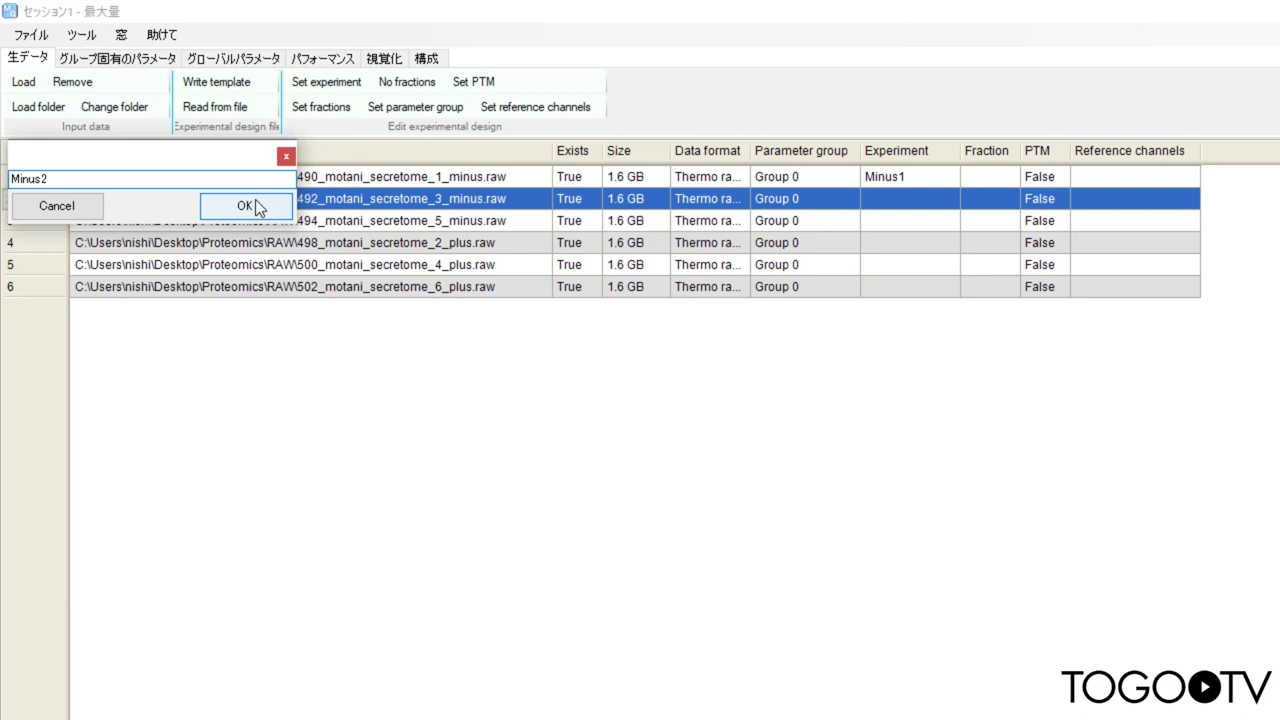 セッション1 - 最大量
ファイル ツール 窓 助けて
生データ グループ固有のパラメータ グローバルパラメータ パフォーマンス 視覚化 構成
Load Remove Write template Set experiment No fractions Set PTM
Load folder Change folder Read from file Set fractions Set parameter group Set reference channels
Input data Experimental design file Edit experimental design
Exists Size Data format Parameter group Experiment Fraction PTM Reference channels
x
Minus2
Cancel OK
490_motani_secretome_1_minus.raw True 1.6 GB Thermo ra... Group 0 Minus1 False
492_motani_secretome_3_minus.raw True 1.6 GB Thermo ra... Group 0 False
494_motani_secretome_5_minus.raw True 1.6 GB Thermo ra... Group 0 False
4 C:\Users\nishi\Desktop\Proteomics\RAW\498_motani_secretome_2_plus.raw True 1.6 GB Thermo ra... Group 0 False
5 C:\Users\nishi\Desktop\Proteomics\RAW\500_motani_secretome_4_plus.raw True 1.6 GB Thermo ra... Group 0 False
6 C:\Users\nishi\Desktop\Proteomics\RAW\502_motani_secretome_6_plus.raw True 1.6 GB Thermo ra... Group 0 False
TOGO TV